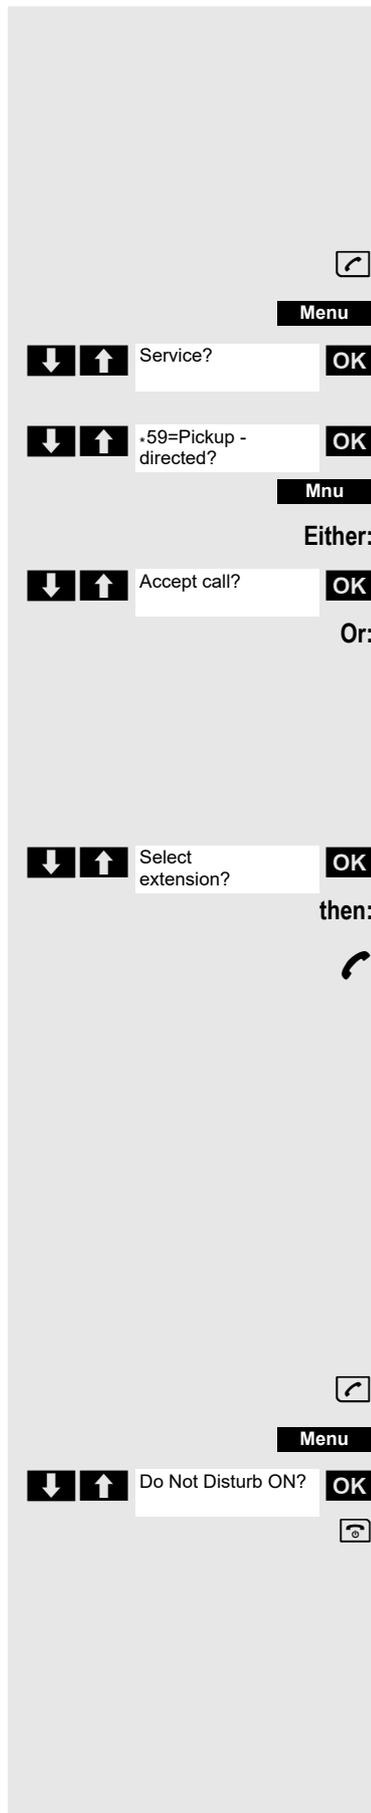 Menu
Service? OK
*59=Pickup - OK
directed?
Mnu
Either:
Accept call? OK
Or:
Select OK
extension?
then:
Menu
Do Not Disturb ON? OK